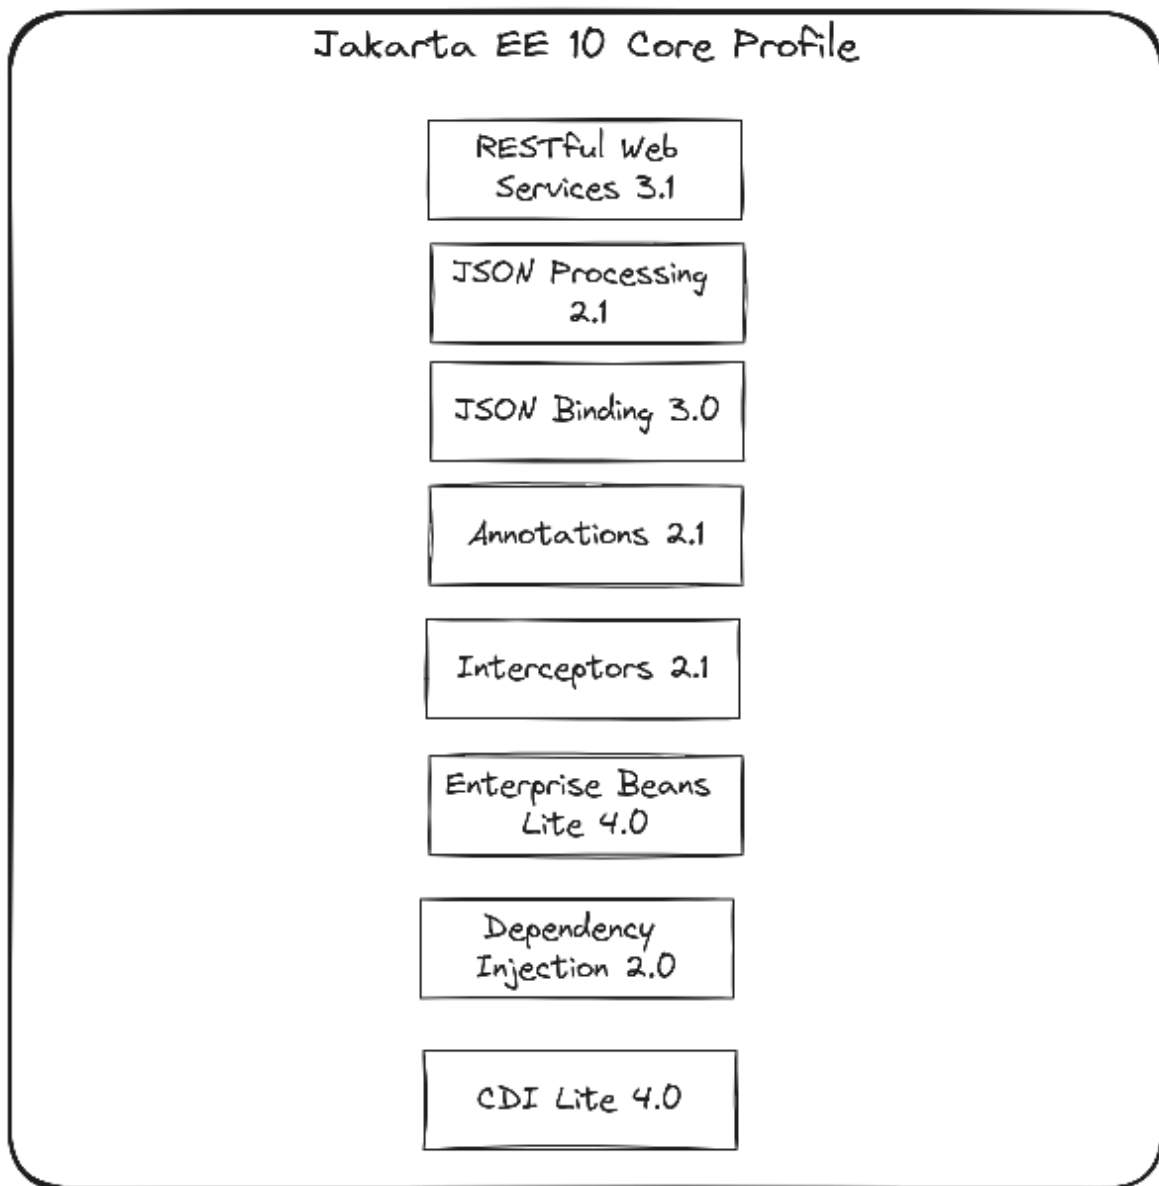 Jakarta EE 10 Core Profile
RESTful Web
Services 3.1
JSON Processing
2.1
JSON Binding 3.0
Annotations 2.1
Interceptors 2.1
Enterprise Beans
Lite 4.0
Dependency
Injection 2.0
CDI Lite 4.0